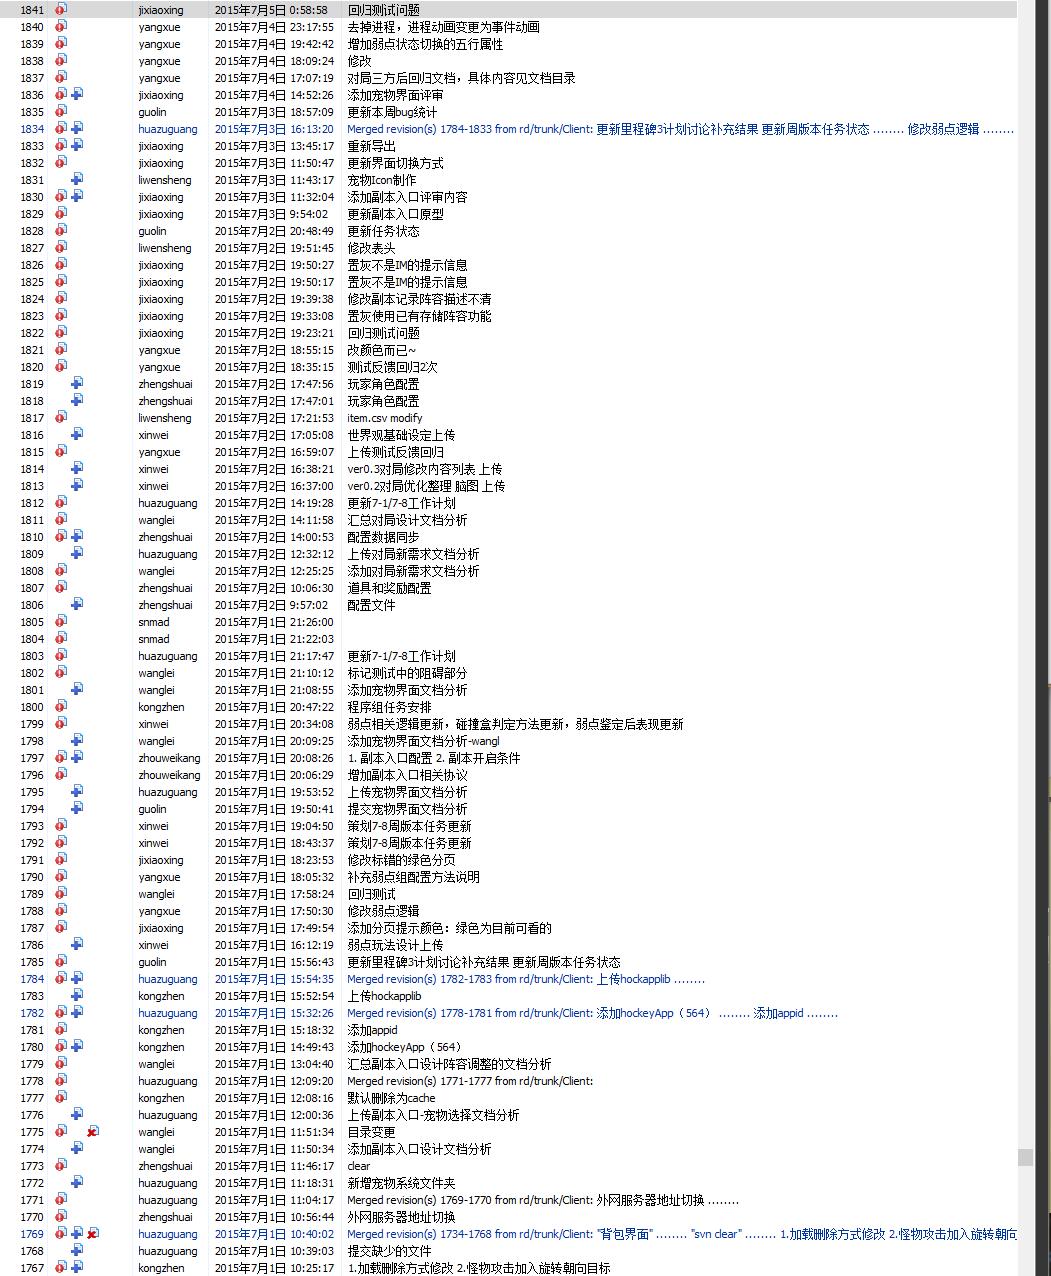 1841 jixiaoxing 2015年7月5日 0:58:58 回归测试问题
1840 yangxue 2015年7月4日 23:17:55 去掉进程，进程动画变更为事件动画
1839 yangxue 2015年7月4日 19:42:42 增加弱点状态切换的五行属性
1838 yangxue 2015年7月4日 18:09:24 修改
1837 yangxue 2015年7月4日 17:07:19 对局三方后回归文档，具体内容见文档目录
1836 jixiaoxing 2015年7月4日 14:52:26 添加宠物界面评审
1835 guolin 2015年7月3日 18:57:09 更新本周bug统计
1834 huazuguang 2015年7月3日 16:13:20 Merged revision(s) 1784-1833 from rd/trunk/Client: 更新里程碑3计划讨论补充结果 更新周版本任务状态 ........ 修改弱点逻辑 ........
1833 jixiaoxing 2015年7月3日 13:45:17 重新导出
1832 jixiaoxing 2015年7月3日 11:50:47 更新界面切换方式
1831 liwensheng 2015年7月3日 11:43:17 宠物Icon制作
1830 jixiaoxing 2015年7月3日 11:32:04 添加副本入口评审内容
1829 jixiaoxing 2015年7月3日 9:54:02 更新副本入口原型
1828 guolin 2015年7月2日 20:48:49 更新任务状态
1827 liwensheng 2015年7月2日 19:51:45 修改表头
1826 jixiaoxing 2015年7月2日 19:50:27 置灰不是IM的提示信息
1825 jixiaoxing 2015年7月2日 19:50:17 置灰不是IM的提示信息
1824 jixiaoxing 2015年7月2日 19:39:38 修改副本记录阵容描述不清
1823 jixiaoxing 2015年7月2日 19:33:08 置灰使用已有存储阵容功能
1822 jixiaoxing 2015年7月2日 19:23:21 回归测试问题
1821 yangxue 2015年7月2日 18:55:15 改颜色而已~
1820 yangxue 2015年7月2日 18:35:15 测试反馈回归2次
1819 zhengshuai 2015年7月2日 17:47:56 玩家角色配置
1818 zhengshuai 2015年7月2日 17:47:01 玩家角色配置
1817 liwensheng 2015年7月2日 17:21:53 item.csv modify
1816 xinwei 2015年7月2日 17:05:08 世界观基础设定上传
1815 yangxue 2015年7月2日 16:59:07 上传测试反馈回归
1814 xinwei 2015年7月2日 16:38:21 ver0.3对局修改内容列表 上传
1813 xinwei 2015年7月2日 16:37:00 ver0.2对局优化整理 脑图 上传
1812 huazuguang 2015年7月2日 14:19:28 更新7-1/7-8工作计划
1811 wanglei 2015年7月2日 14:11:58 汇总对局设计文档分析
1810 zhengshuai 2015年7月2日 14:00:53 配置数据同步
1809 huazuguang 2015年7月2日 12:32:12 上传对局新需求文档分析
1808 wanglei 2015年7月2日 12:25:25 添加对局新需求文档分析
1807 zhengshuai 2015年7月2日 10:06:30 道具和奖励配置
1806 zhengshuai 2015年7月2日 9:57:02 配置文件
1805 snmad 2015年7月1日 21:26:00
1804 snmad 2015年7月1日 21:22:03
1803 huazuguang 2015年7月1日 21:17:47 更新7-1/7-8工作计划
1802 wanglei 2015年7月1日 21:10:12 标记测试中的阻碍部分
1801 wanglei 2015年7月1日 21:08:55 添加宠物界面文档分析
1800 kongzhen 2015年7月1日 20:47:22 程序组任务安排
1799 xinwei 2015年7月1日 20:34:08 弱点相关逻辑更新，碰撞盒判定方法更新，弱点鉴定后表现更新
1798 wanglei 2015年7月1日 20:09:25 添加宠物界面文档分析-wangl
1797 zhouweikang 2015年7月1日 20:08:26 1. 副本入口配置 2. 副本开启条件
1796 zhouweikang 2015年7月1日 20:06:29 增加副本入口相关协议
1795 huazuguang 2015年7月1日 19:53:52 上传宠物界面文档分析
1794 guolin 2015年7月1日 19:50:41 提交宠物界面文档分析
1793 xinwei 2015年7月1日 19:04:50 策划7-8周版本任务更新
1792 xinwei 2015年7月1日 18:43:37 策划7-8周版本任务更新
1791 jixiaoxing 2015年7月1日 18:23:53 修改标错的绿色分页
1790 yangxue 2015年7月1日 18:05:32 补充弱点组配置方法说明
1789 wanglei 2015年7月1日 17:58:24 回归测试
1788 yangxue 2015年7月1日 17:50:30 修改弱点逻辑
1787 jixiaoxing 2015年7月1日 17:49:54 添加分页提示颜色：绿色为目前可看的
1786 xinwei 2015年7月1日 16:12:19 弱点玩法设计上传
1785 guolin 2015年7月1日 15:56:43 更新里程碑3计划讨论补充结果 更新周版本任务状态
1784 huazuguang 2015年7月1日 15:54:35 Merged revision(s) 1782-1783 from rd/trunk/Client: 上传hockapplib ........
1783 kongzhen 2015年7月1日 15:52:54 上传hockapplib
1782 huazuguang 2015年7月1日 15:32:26 Merged revision(s) 1778-1781 from rd/trunk/Client: 添加hockeyApp（564） ........ 添加appid ........
1781 kongzhen 2015年7月1日 15:18:32 添加appid
1780 kongzhen 2015年7月1日 14:49:43 添加hockeyApp（564）
1779 wanglei 2015年7月1日 13:04:40 汇总副本入口设计阵容调整的文档分析
1778 huazuguang 2015年7月1日 12:09:20 Merged revision(s) 1771-1777 from rd/trunk/Client:
1777 kongzhen 2015年7月1日 12:08:16 默认删除为cache
1776 huazuguang 2015年7月1日 12:00:36 上传副本入口-宠物选择文档分析
1775 wanglei 2015年7月1日 11:51:34 目录变更
1774 wanglei 2015年7月1日 11:50:34 添加副本入口设计文档分析
1773 zhengshuai 2015年7月1日 11:46:17 clear
1772 huazuguang 2015年7月1日 11:18:31 新增宠物系统文件夹
1771 huazuguang 2015年7月1日 11:04:17 Merged revision(s) 1769-1770 from rd/trunk/Client: 外网服务器地址切换 ........
1770 zhengshuai 2015年7月1日 10:56:44 外网服务器地址切换
1769 huazuguang 2015年7月1日 10:40:02 Merged revision(s) 1734-1768 from rd/trunk/Client: "背包界面" ........ "svn clear" ........ 1.加载删除方式修改 2.怪物攻击加入旋转朝向
1768 huazuguang 2015年7月1日 10:39:03 提交缺少的文件
1767 kongzhen 2015年7月1日 10:25:17 1.加载删除方式修改 2.怪物攻击加入旋转朝向目标